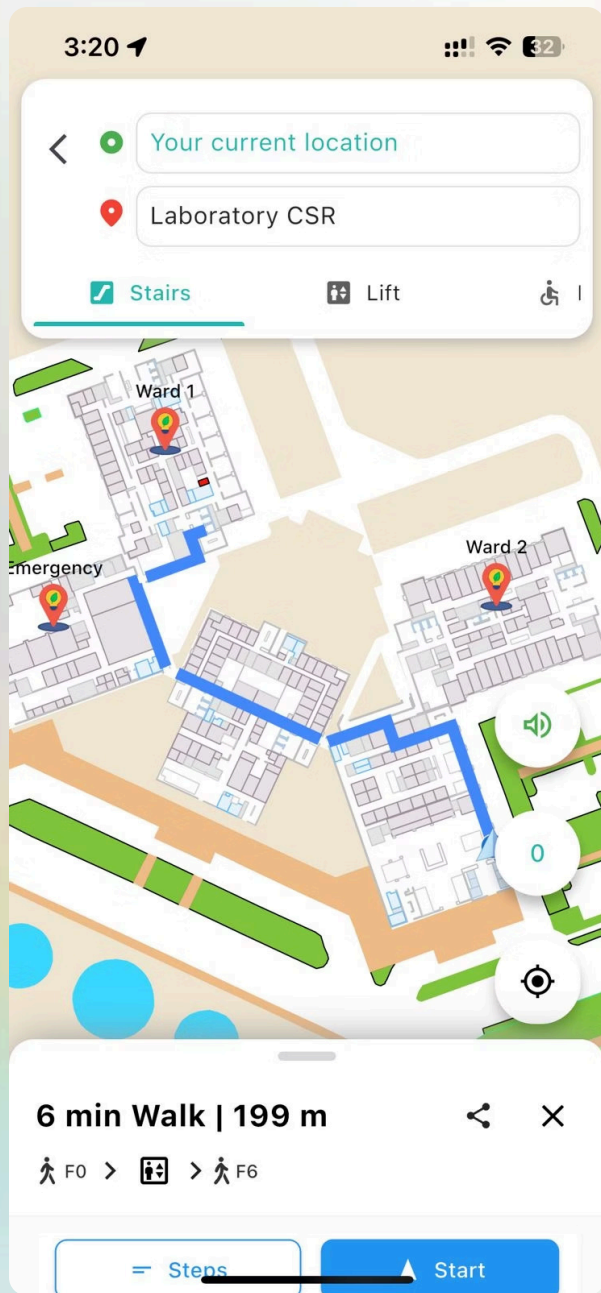 3:20
32
Your current location
Laboratory CSR
Stairs
Lift
Ward 1
Emergency
Ward 2
0
6 min Walk | 199 m
F0 > > F6
Steps
Start